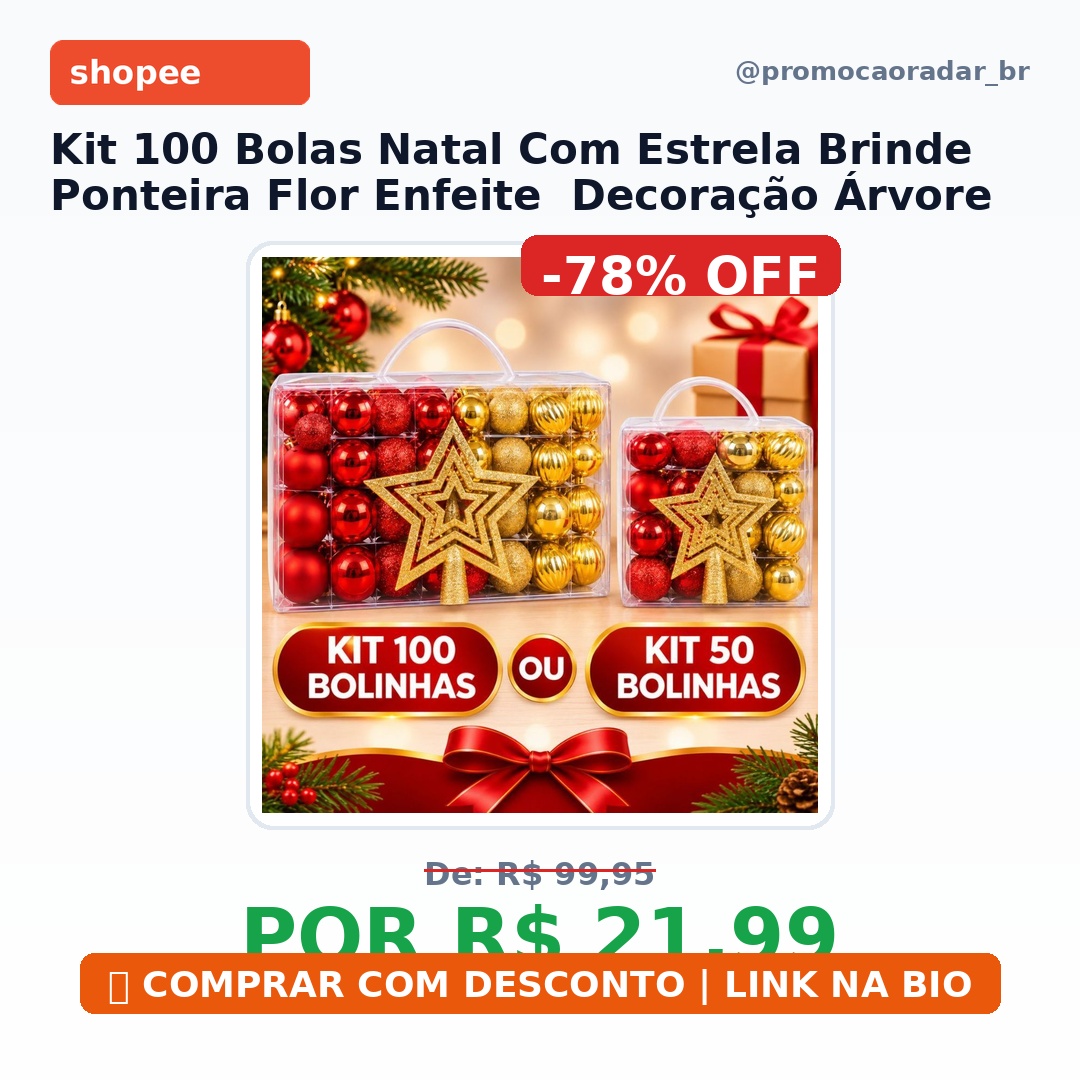 shopee
@promocaoradar_br
Kit 100 Bolas Natal Com Estrela Brinde
Ponteira Flor Enfeite  Decoração Árvore
-78% OFF
KIT 100
BOLINHAS
OU
KIT 50
BOLINHAS
De: R$ 99,95
POR R$ 21,99
COMPRAR COM DESCONTO | LINK NA BIO